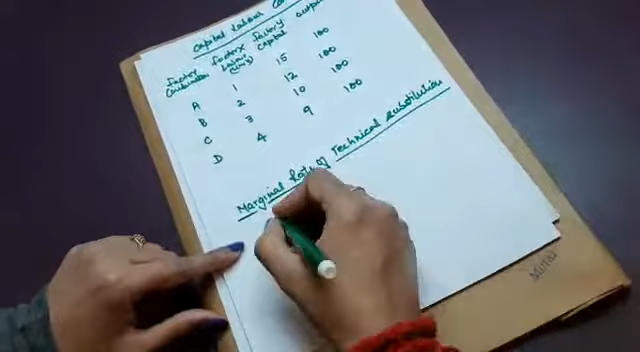 Capital Labour Co
Factor Combination Factor X Labour (Units) Factor Y Capital output
A 1 15 100
B 2 12 100
C 3 10 100
D 4 9 100
Marginal Rate of Technical substitution